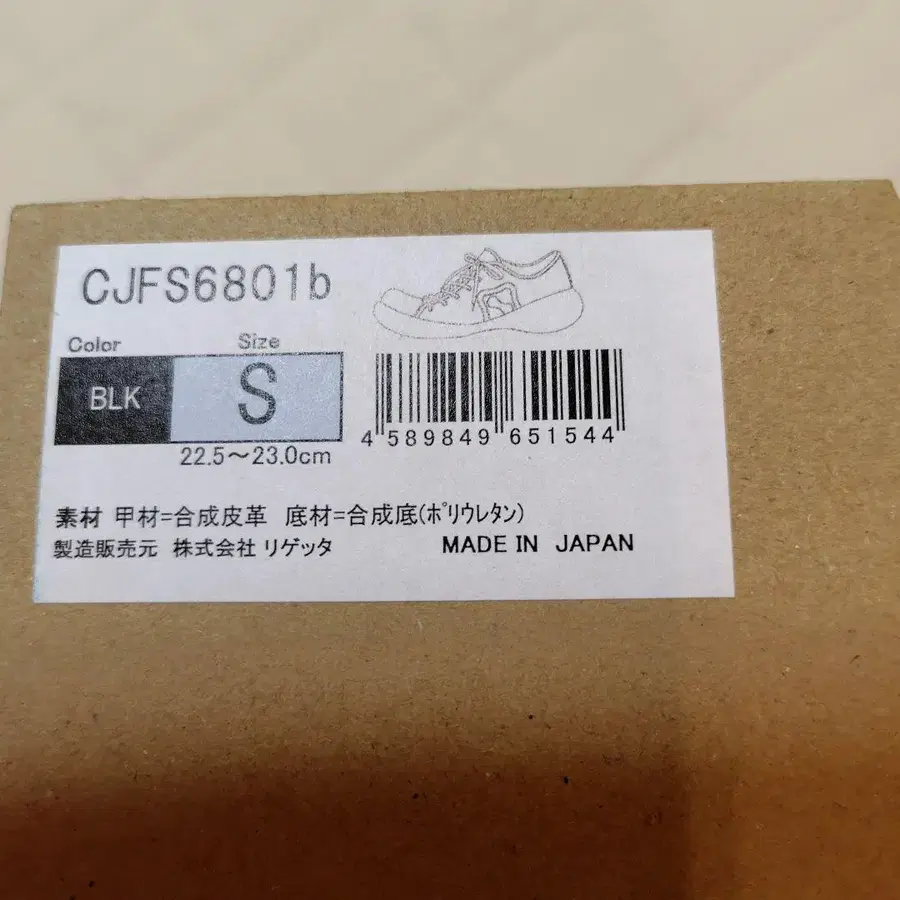 CJFS6801b
Color Size
BLK S
22.5～23.0cm
4 589849 651544
素材 甲材=合成皮革 底材=合成底(ﾎﾟﾘｳﾚﾀﾝ)
製造販売元 株式会社 リゲッタ MADE IN JAPAN